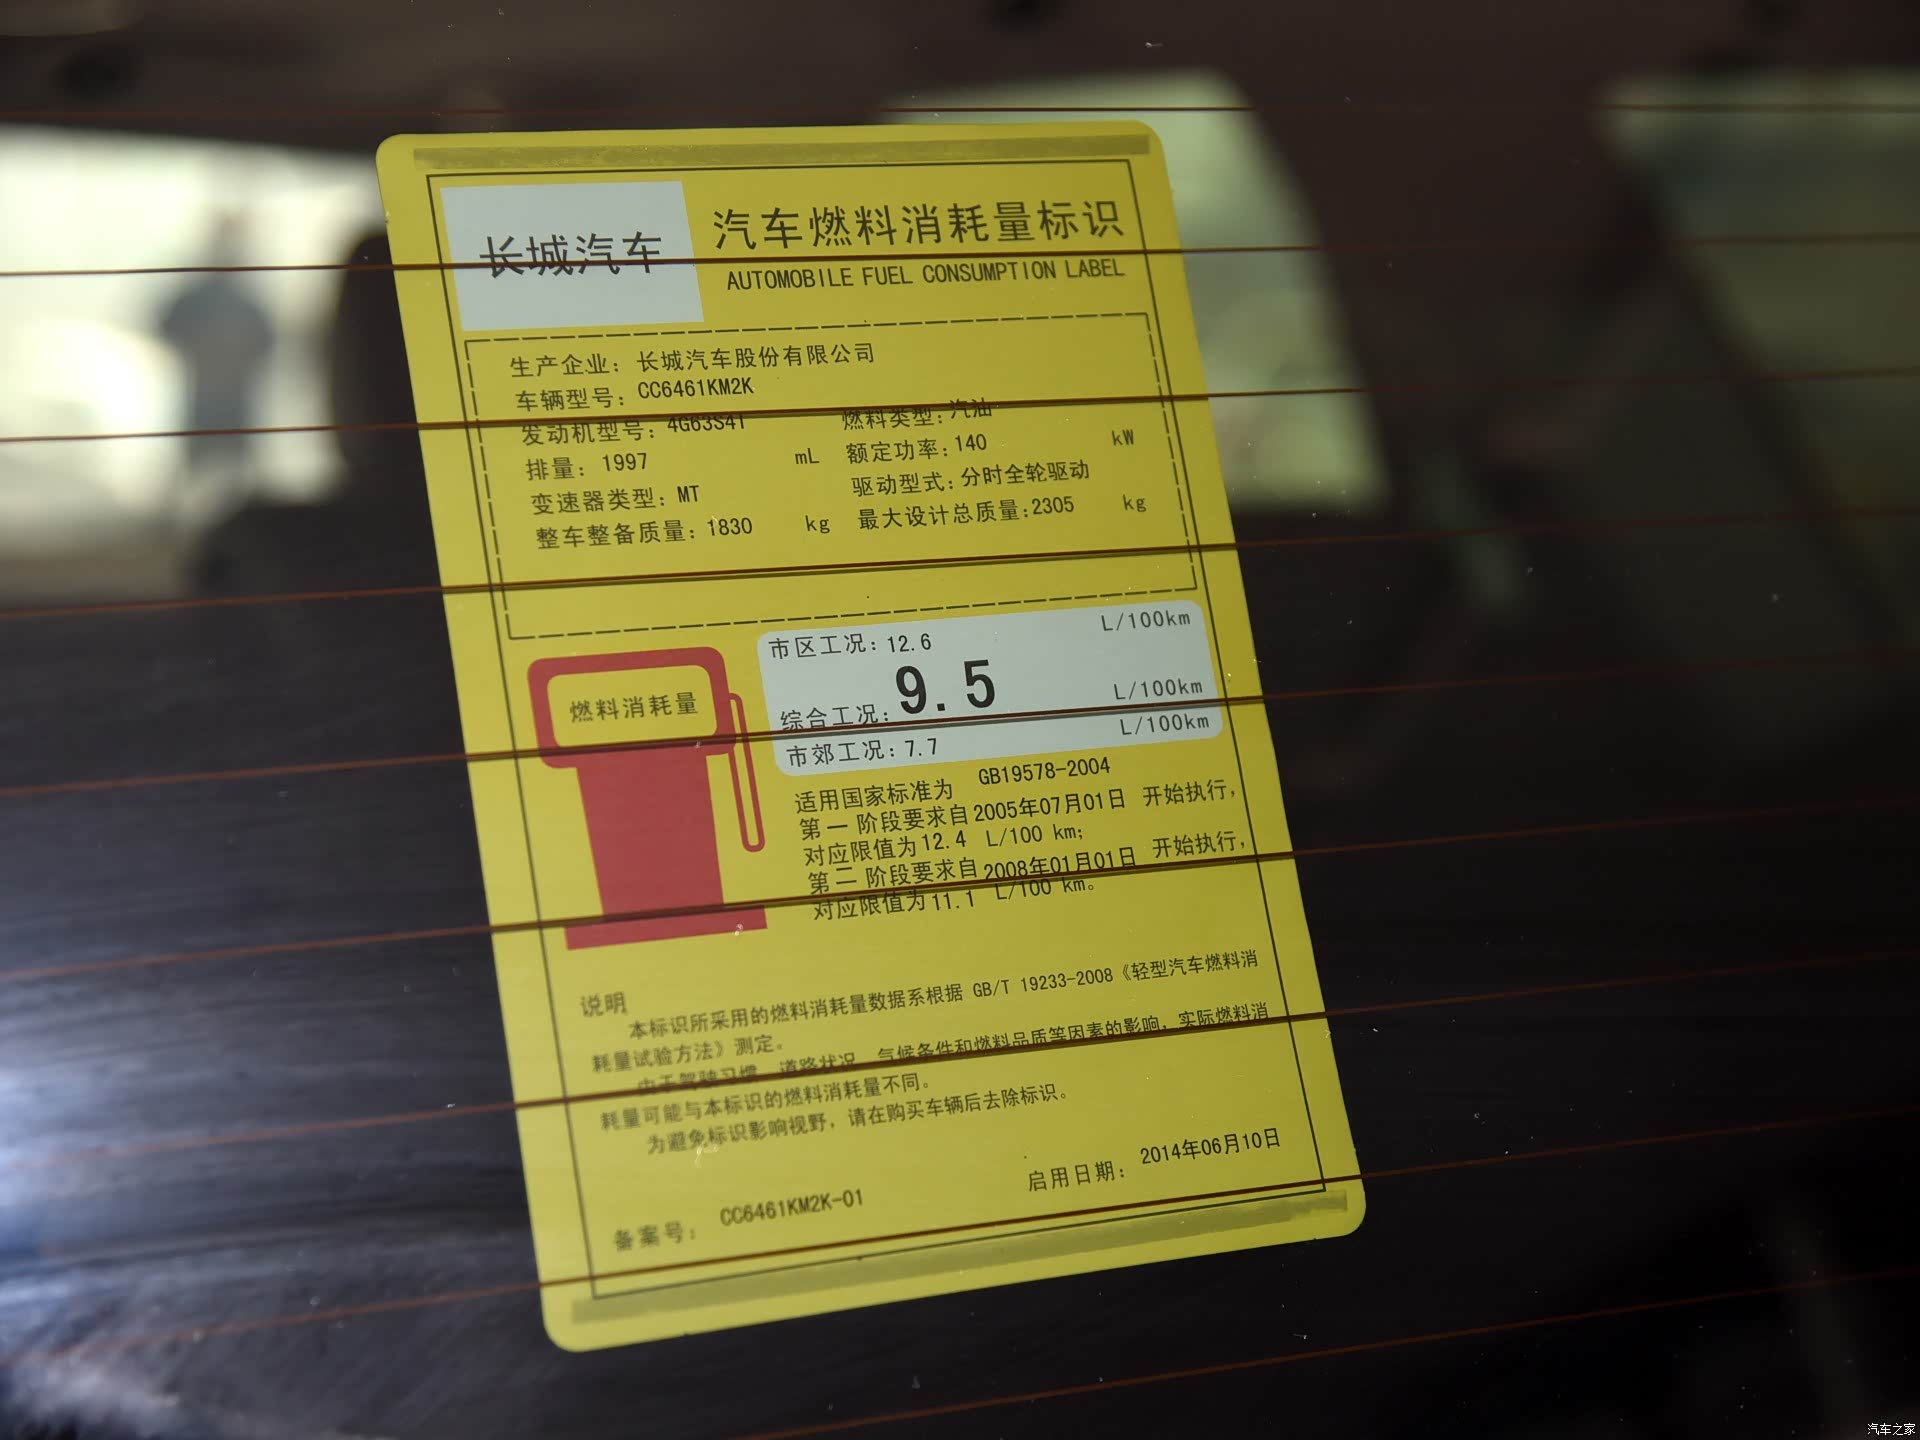 长城汽车
汽车燃料消耗量标识
AUTOMOBILE FUEL CONSUMPTION LABEL
生产企业：长城汽车股份有限公司
车辆型号：CC6461KM2K
发动机型号：4G63S4T 燃料类型：汽油
排量：1997 mL 额定功率：140 kW
变速器类型：MT 驱动型式：分时全轮驱动
整车整备质量：1830 kg 最大设计总质量：2305 kg
燃料消耗量
市区工况：12.6 L/100km
综合工况：9.5 L/100km
市郊工况：7.7 L/100km
适用国家标准为 GB19578-2004
第一阶段要求自2005年07月01日 开始执行，
对应限值为12.4 L/100 km；
第二阶段要求自2008年01月01日 开始执行，
对应限值为11.1 L/100 km。
说明
本标识所采用的燃料消耗量数据系根据 GB/T 19233-2008《轻型汽车燃料消
耗量试验方法》测定。
由于驾驶习惯、道路状况、气候条件和燃料品质等因素的影响，实际燃料消
耗量可能与本标识的燃料消耗量不同。
为避免标识影响视野，请在购买车辆后去除标识。
启用日期：2014年06月10日
备案号：CC6461KM2K-01
汽车之家